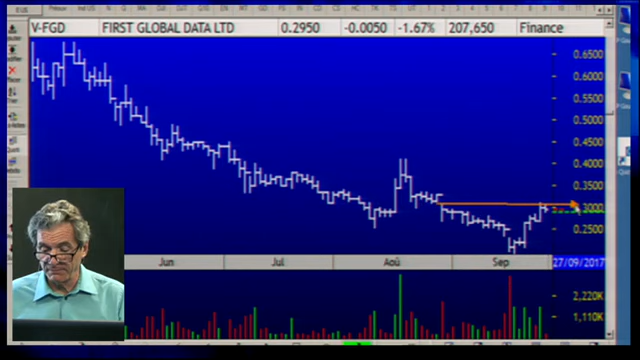 V-FGD FIRST GLOBAL DATA LTD 0.2950 -0.0050 -1.67% 207,650 Finance
0.6500
0.6000
0.5500
0.5000
0.4500
0.4000
0.3500
0.3000
0.2500
Jun Jul Aoû Sep 27/09/2017
2,220K
1,110K